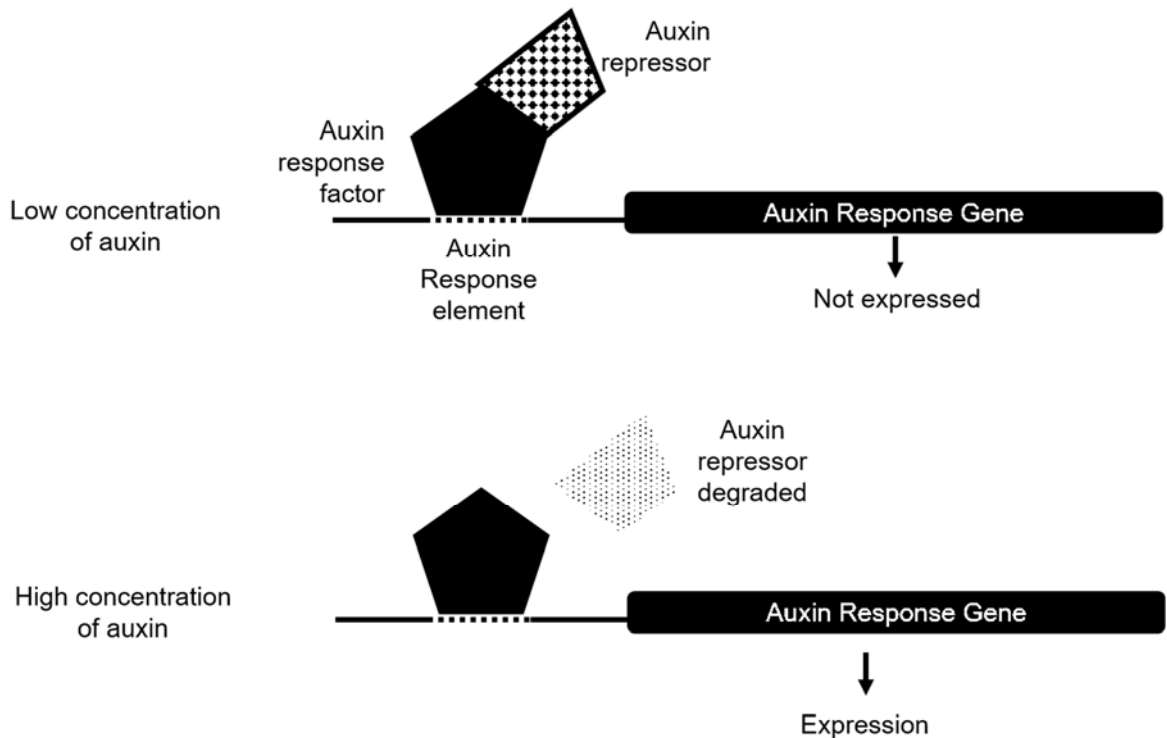 Auxin
repressor
Auxin
response
factor
Low concentration
of auxin
Auxin Response Gene
Auxin
Response
element
Not expressed
Auxin
repressor
degraded
High concentration
of auxin
Auxin Response Gene
Expression